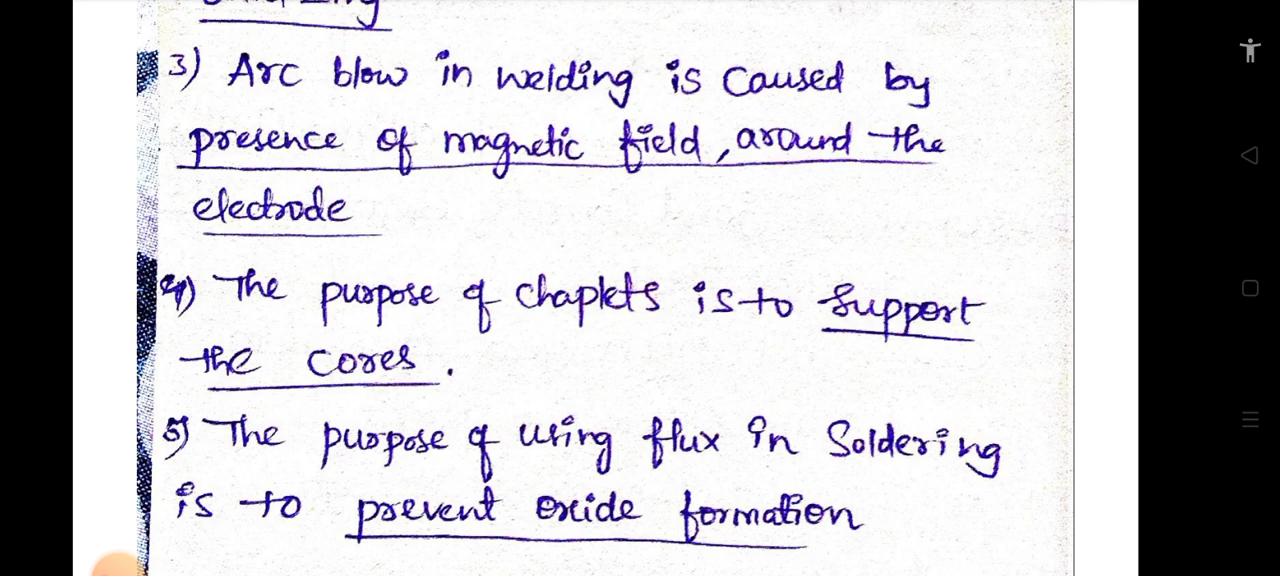 3) Arc blow in welding is caused by
presence of magnetic field, around the
electrode
4) The purpose of chaplets is to support
the cores.
5) The purpose of using flux in Soldering
is to prevent oxide formation